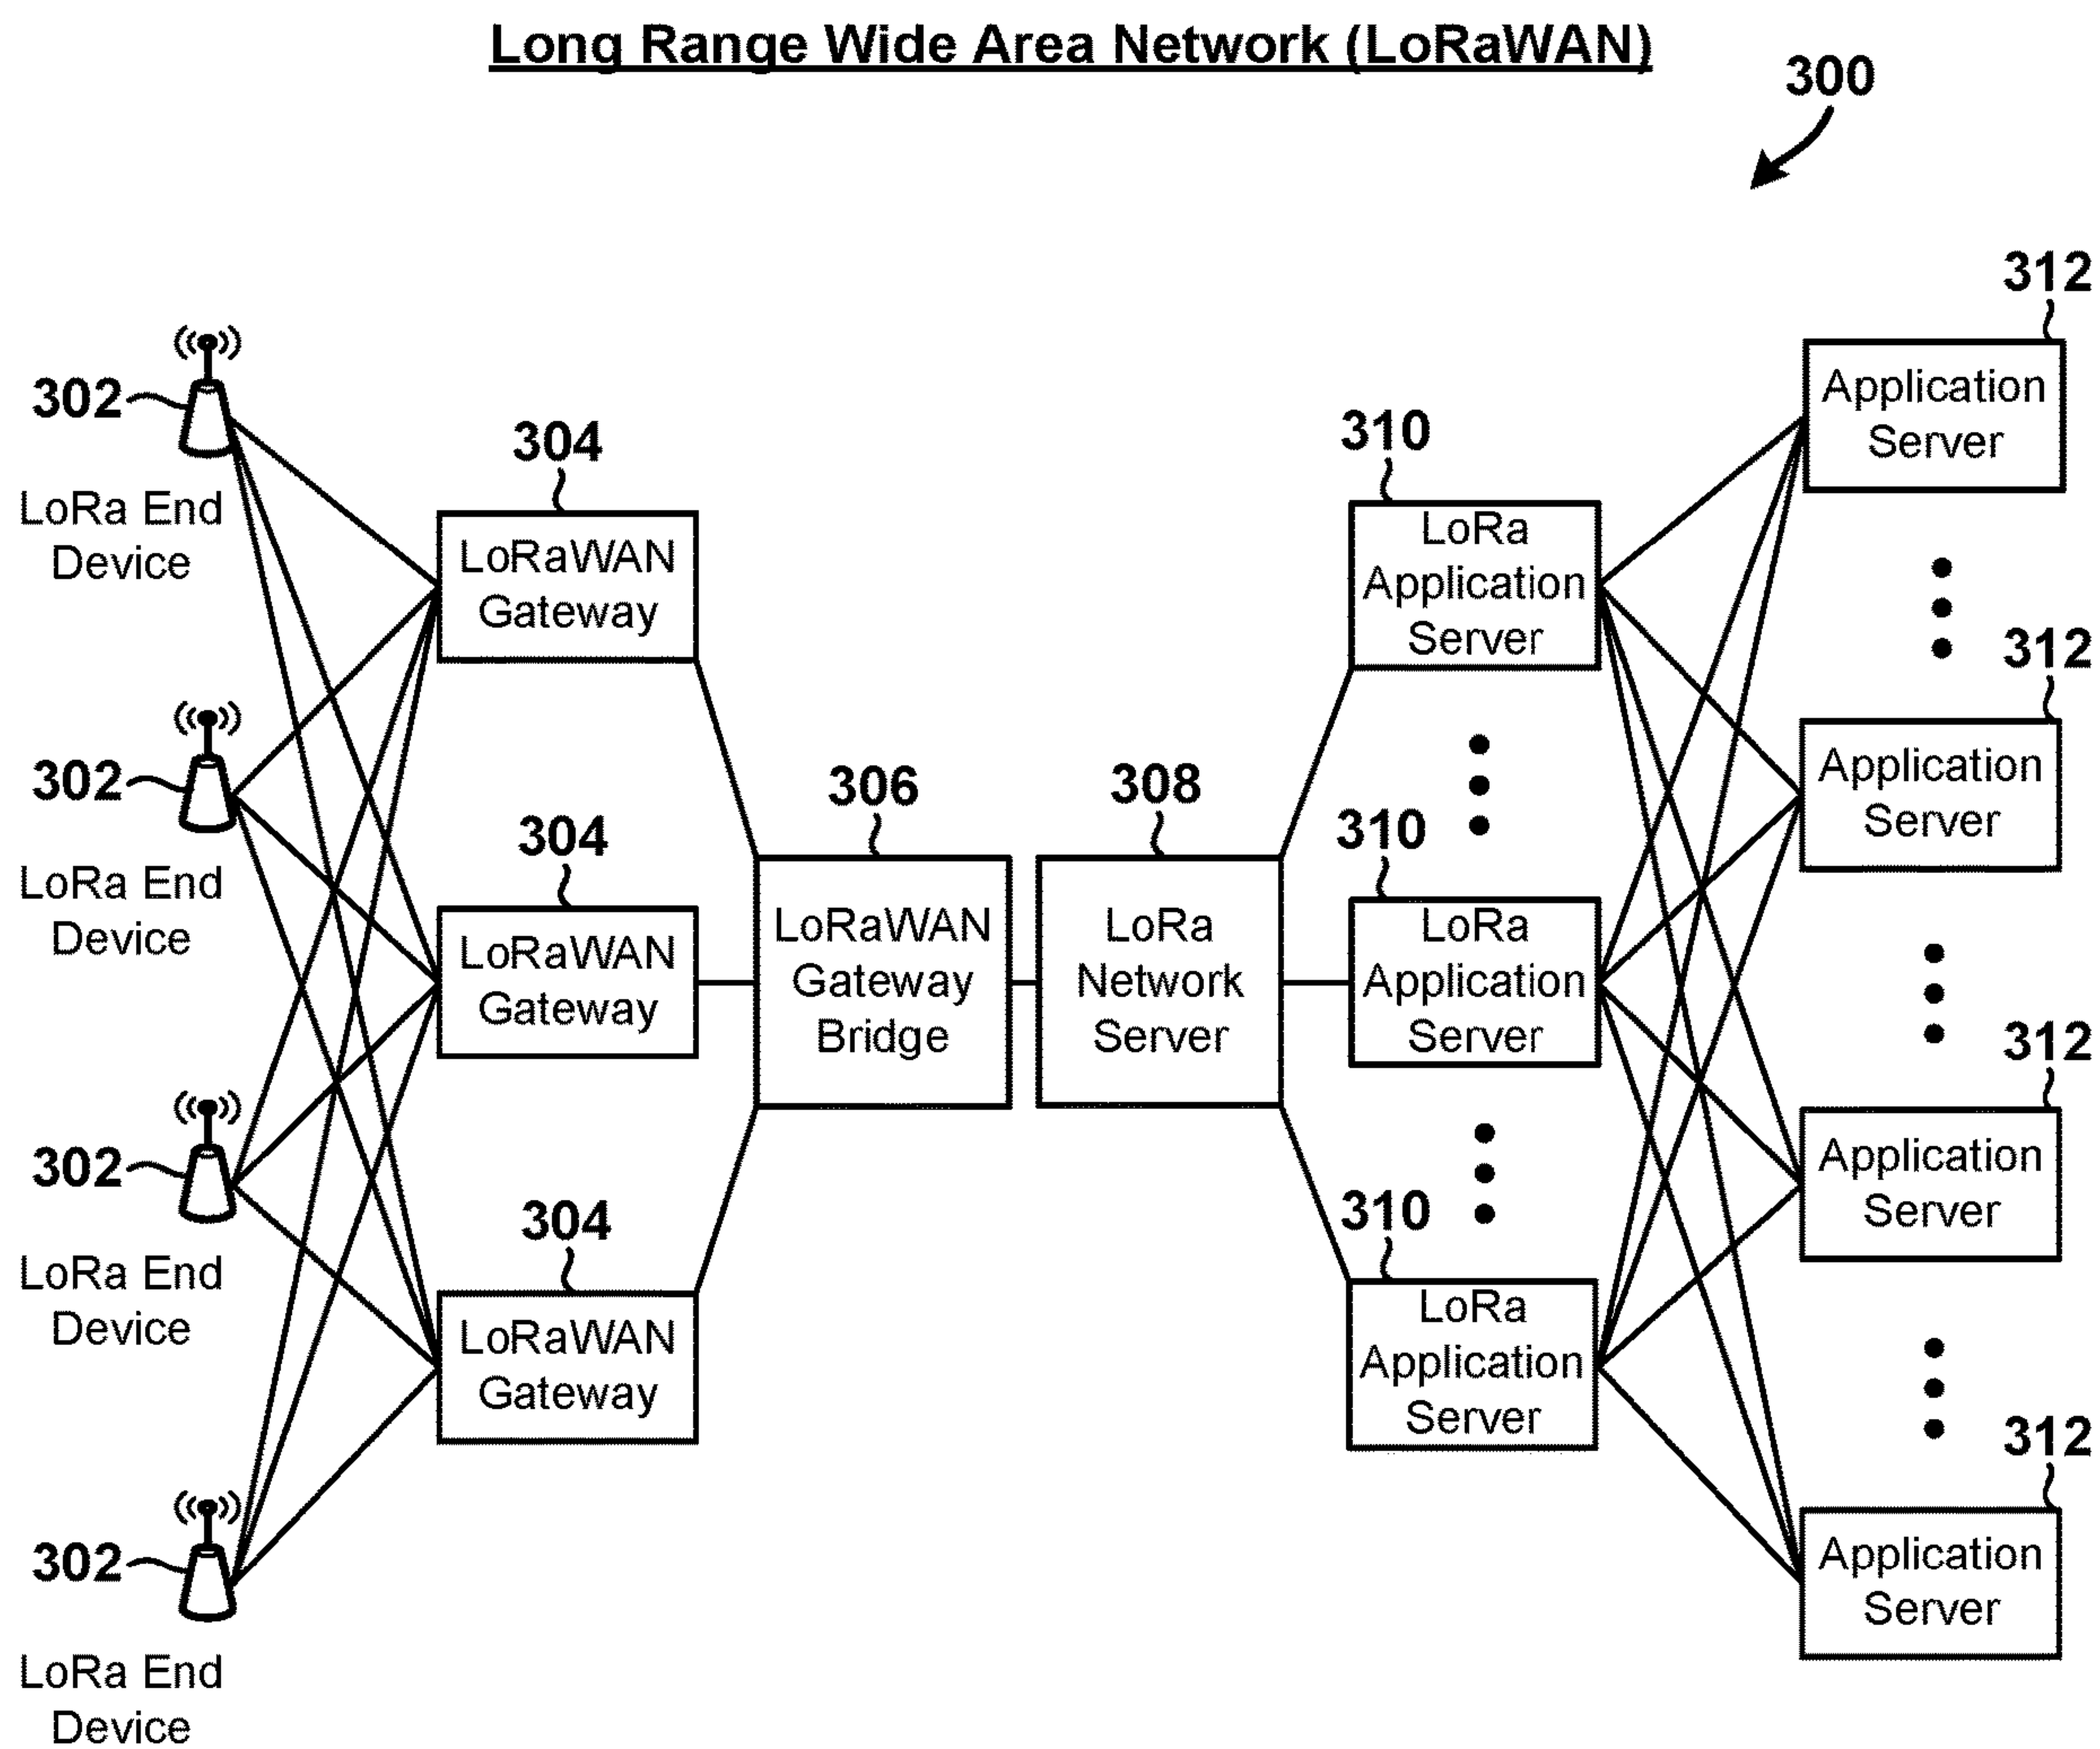 Long Range Wide Area Network (LoRaWAN)
300
302
LoRa End
Device
302
LoRa End
Device
302
LoRa End
Device
302
LoRa End
Device
304
LoRaWAN
Gateway
304
LoRaWAN
Gateway
304
LoRaWAN
Gateway
306
LoRaWAN
Gateway
Bridge
308
LoRa
Network
Server
310
LoRa
Application
Server
310
LoRa
Application
Server
310
LoRa
Application
Server
312
Application
Server
312
Application
Server
312
Application
Server
312
Application
Server